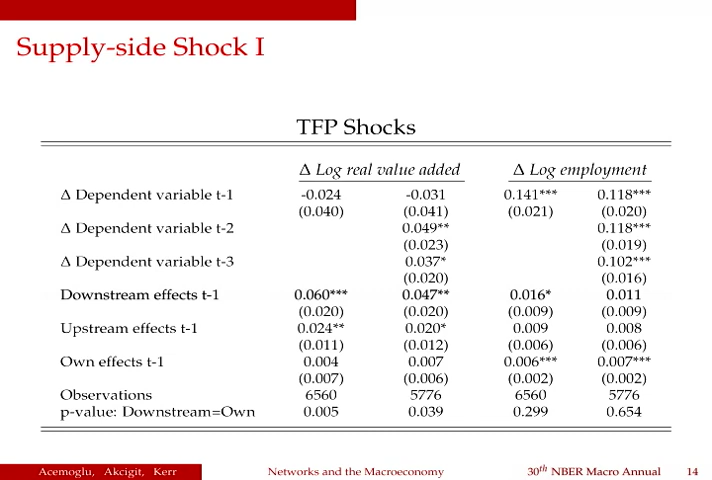 Supply-side Shock I
TFP Shocks
Δ Log real value added Δ Log employment
Δ Dependent variable t-1 -0.024 -0.031 0.141*** 0.118***
(0.040) (0.041) (0.021) (0.020)
Δ Dependent variable t-2 0.049** 0.118***
(0.023) (0.019)
Δ Dependent variable t-3 0.037* 0.102***
(0.020) (0.016)
Downstream effects t-1 0.060*** 0.047** 0.016* 0.011
(0.020) (0.020) (0.009) (0.009)
Upstream effects t-1 0.024** 0.020* 0.009 0.008
(0.011) (0.012) (0.006) (0.006)
Own effects t-1 0.004 0.007 0.006*** 0.007***
(0.007) (0.006) (0.002) (0.002)
Observations 6560 5776 6560 5776
p-value: Downstream=Own 0.005 0.039 0.299 0.654
Acemoglu, Akcigit, Kerr Networks and the Macroeconomy 30th NBER Macro Annual 14